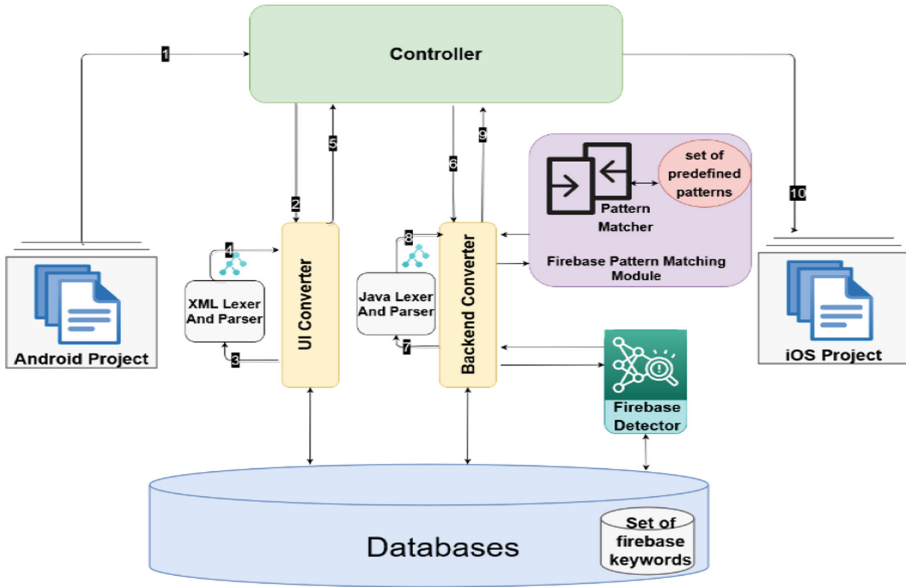 1
Controller
5
6
9
2
10
set of
predefined
patterns
Pattern
Matcher
Firebase Pattern Matching
Module
4
XML Lexer
And Parser
3
UI Converter
8
Java Lexer
And Parser
7
Backend Converter
Android Project
iOS Project
Firebase
Detector
Databases
Set of
firebase
keywords